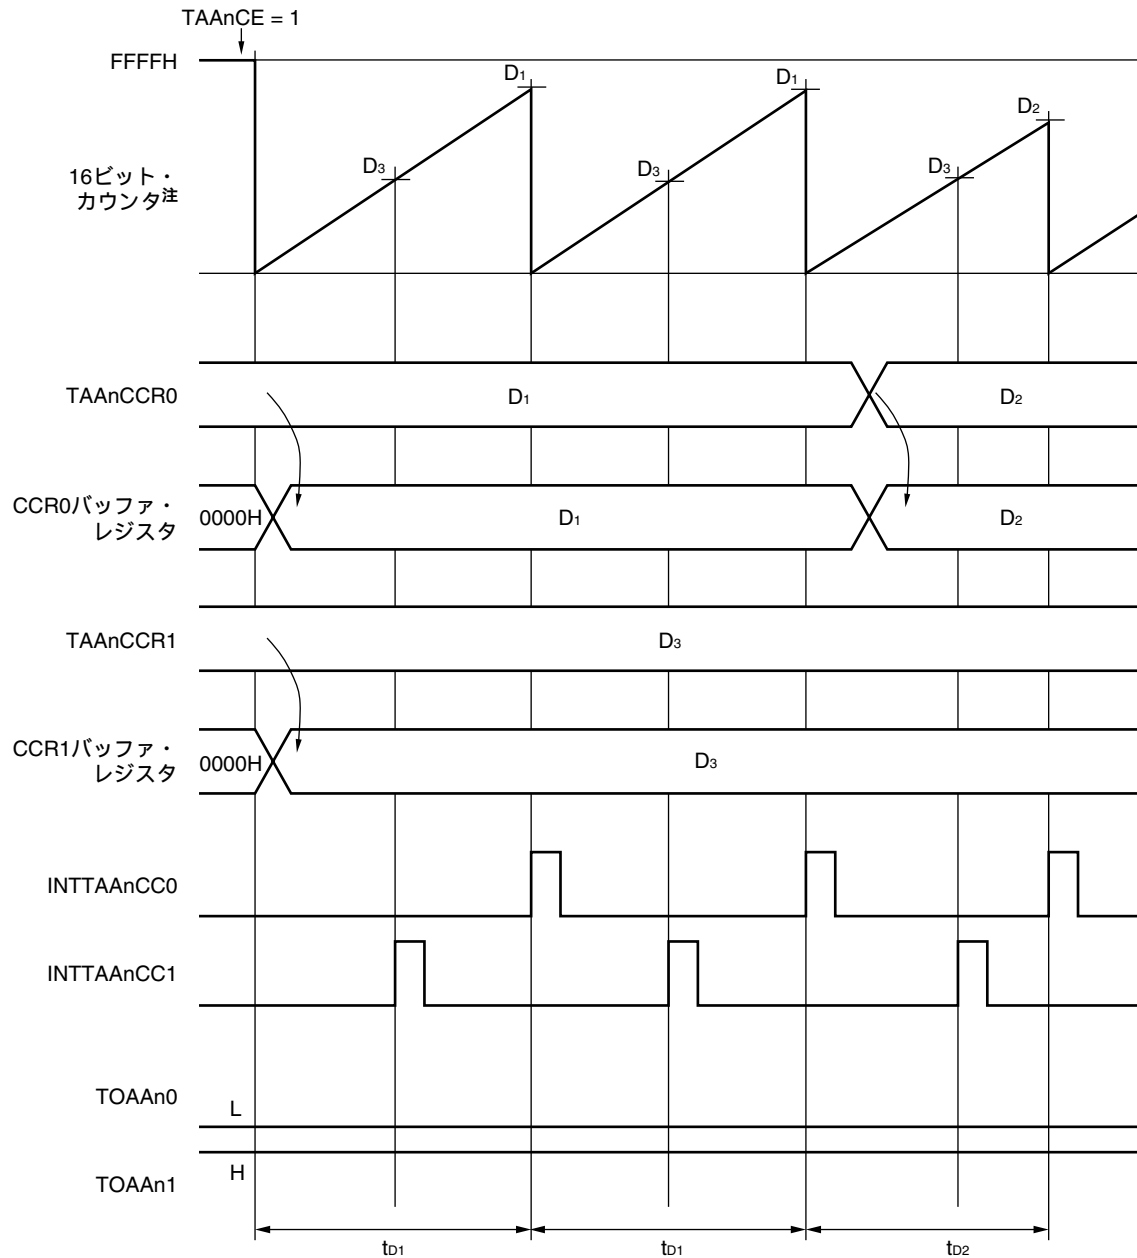 TAAnCE = 1
FFFFH
D1
D1
D2
D3
D3
D3
16ビット・
カウンタ注
TAAnCCR0
D1
D2
CCR0バッファ・
レジスタ
0000H
D1
D2
TAAnCCR1
D3
CCR1バッファ・
レジスタ
0000H
D3
INTTAAnCC0
INTTAAnCC1
TOAAn0
L
H
TOAAn1
tD1
tD1
tD2